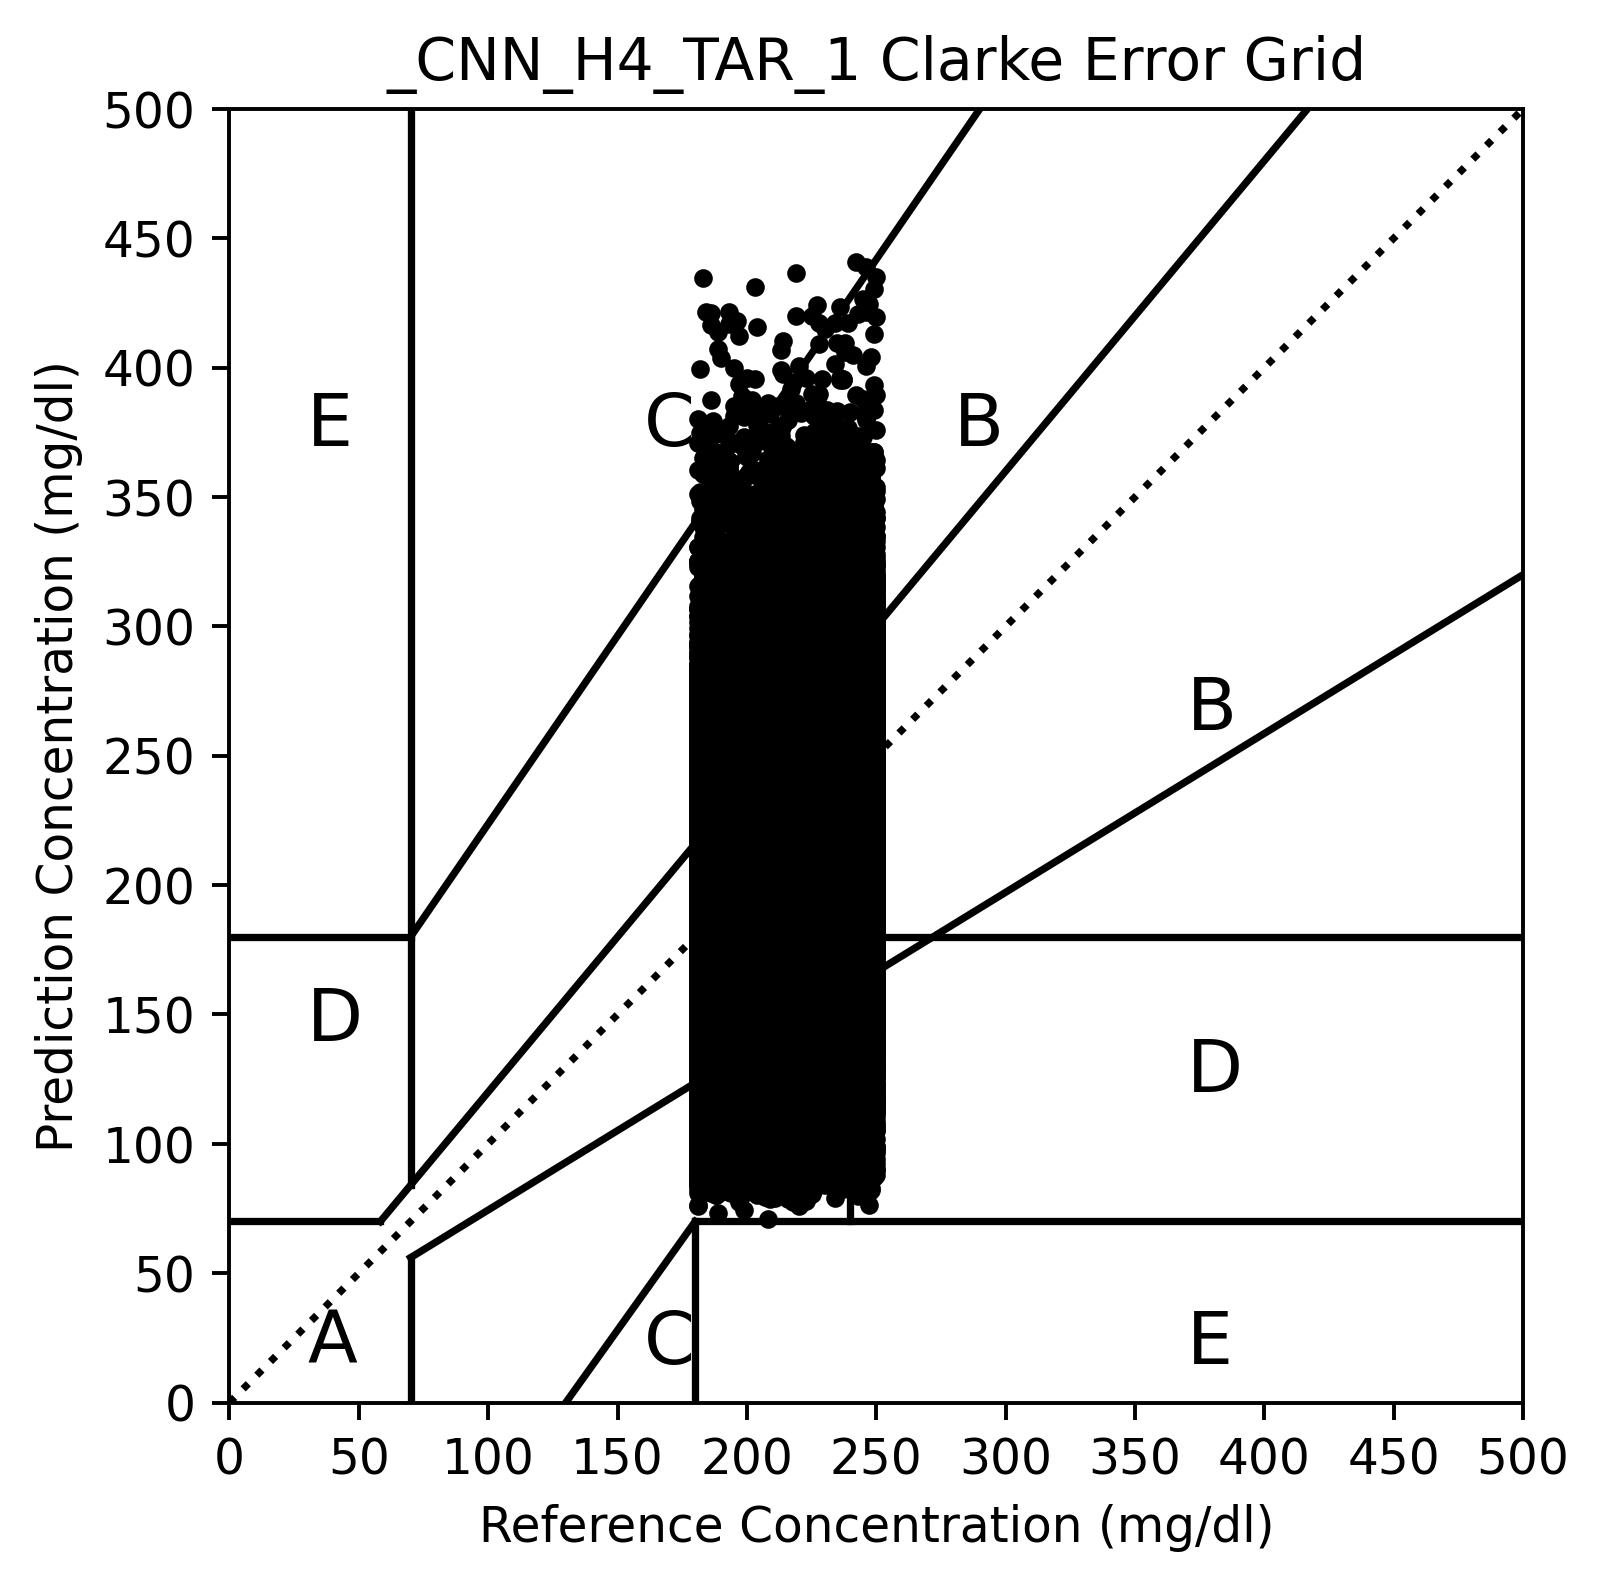 _CNN_H4_TAR_1 Clarke Error Grid
Prediction Concentration (mg/dl)
500
450
400
350
300
250
200
150
100
50
0
E
C
B
B
D
D
A
C
E
0 50 100 150 200 250 300 350 400 450 500
Reference Concentration (mg/dl)